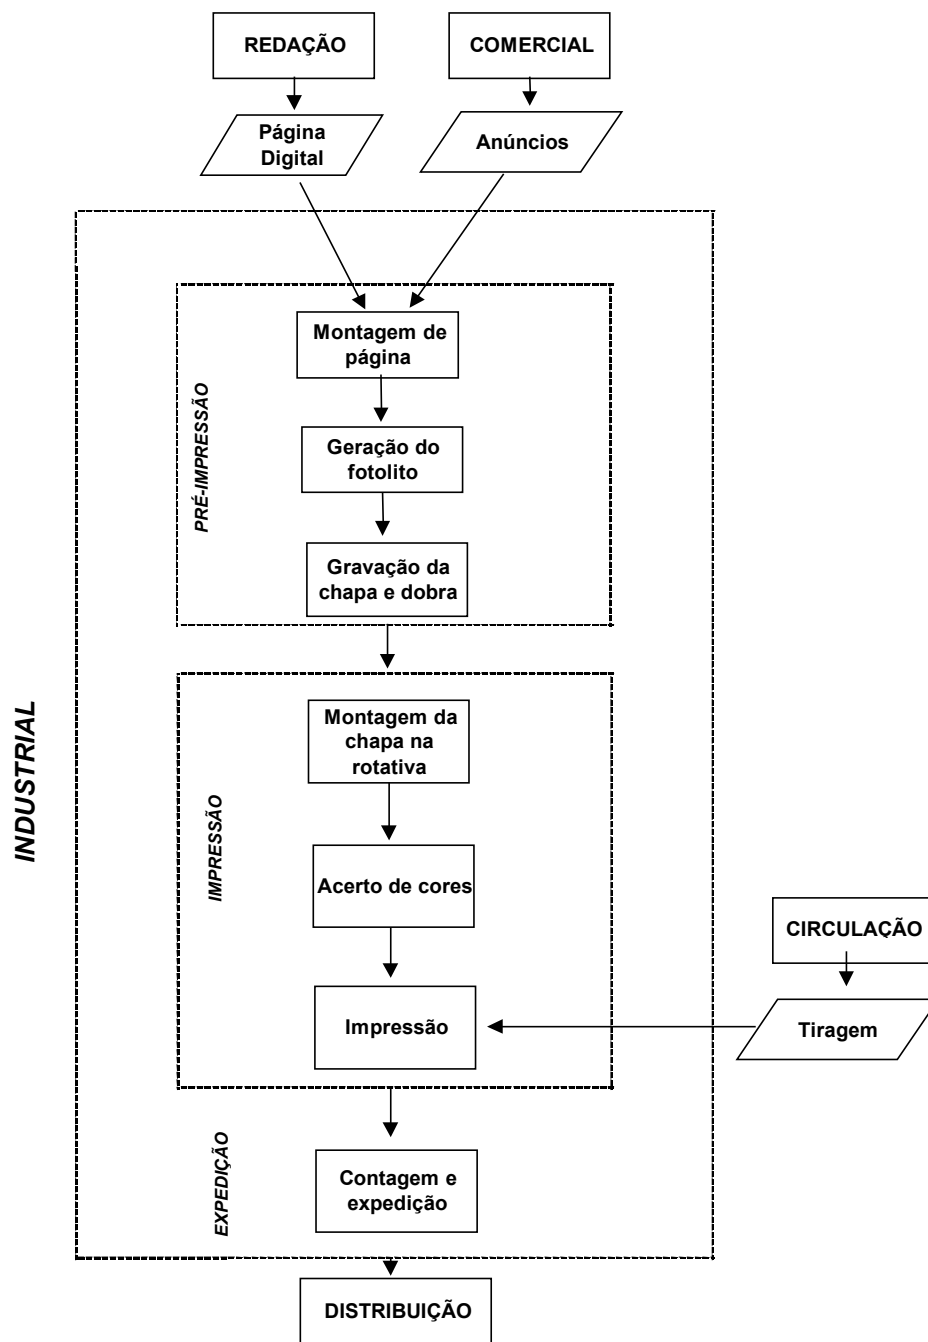 REDAÇÃO
COMERCIAL
Página
Digital
Anúncios
Montagem de
página
Geração do
fotolito
PRÉ-IMPRESSÃO
Gravação da
chapa e dobra
INDUSTRIAL
Montagem da
chapa na
rotativa
IMPRESSÃO
Acerto de cores
CIRCULAÇÃO
Impressão
Tiragem
EXPEDIÇÃO
Contagem e
expedição
DISTRIBUIÇÃO